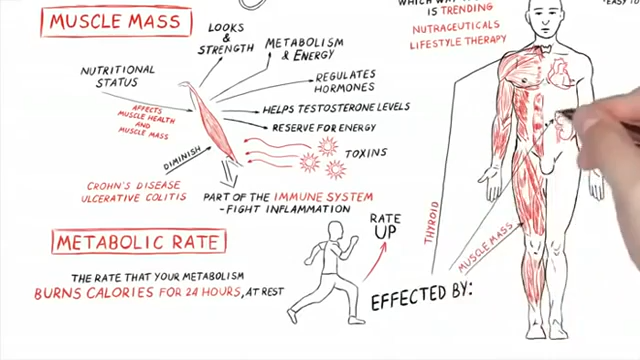 MUSCLE MASS
LOOKS
&
STRENGTH
METABOLISM
& ENERGY
NUTRITIONAL
STATUS
REGULATES
HORMONES
AFFECTS
MUSCLE HEALTH
AND
MUSCLE MASS
HELPS TESTOSTERONE LEVELS
RESERVE FOR ENERGY
DIMINISH
TOXINS
CROHN'S DISEASE
ULCERATIVE COLITIS
PART OF THE IMMUNE SYSTEM
-FIGHT INFLAMMATION
METABOLIC RATE
RATE
UP
THE RATE THAT YOUR METABOLISM
BURNS CALORIES FOR 24 HOURS, AT REST
EFFECTED BY:
IS TRENDING
NUTRACEUTICALS
LIFESTYLE THERAPY
THYROID
MUSCLE MASS